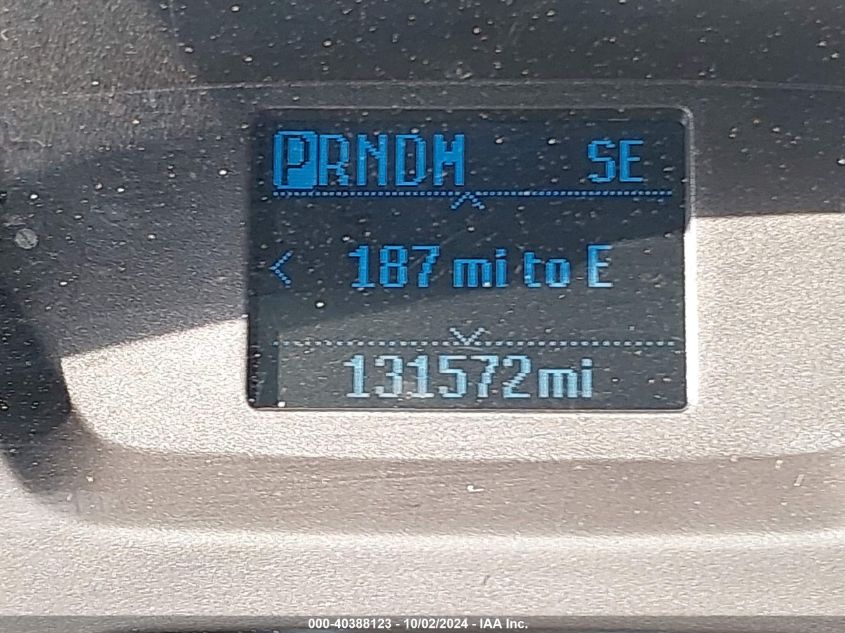 PRNDM SE
< 187 mi to E
131572mi
000-40388123 - 10/02/2024 - IAA Inc.